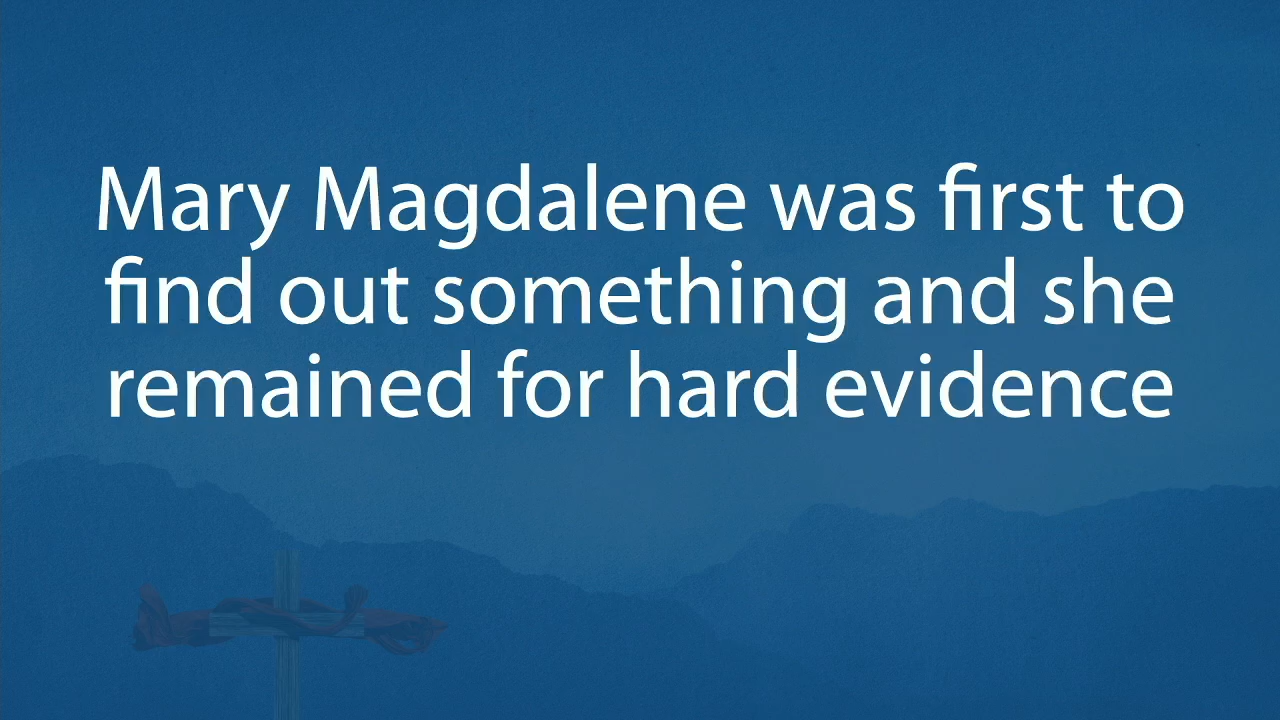 Mary Magdalene was first to
find out something and she
remained for hard evidence